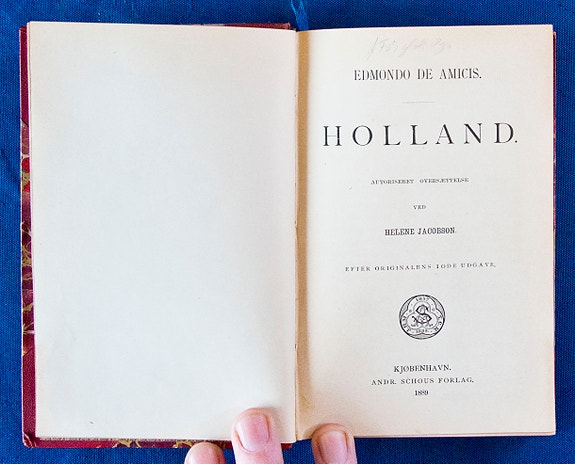 EDMONDO DE AMICIS.
HOLLAND.
AUTORISERET OVERSÆTTELSE
VED
HELENE JACOBSON.
EFTER ORIGINALENS 10DE UDGAVE.
KJØBENHAVN.
ANDR. SCHOUS FORLAG.
1889